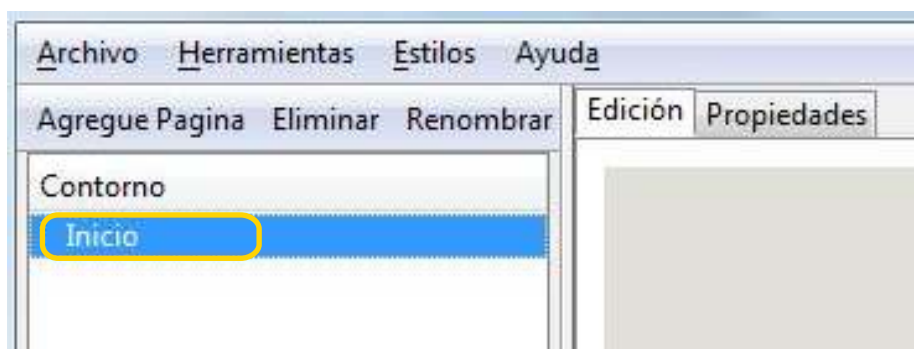 Archivo Herramientas Estilos Ayuda
Agregue Pagina Eliminar Renombrar
Edición Propiedades
Contorno
Inicio